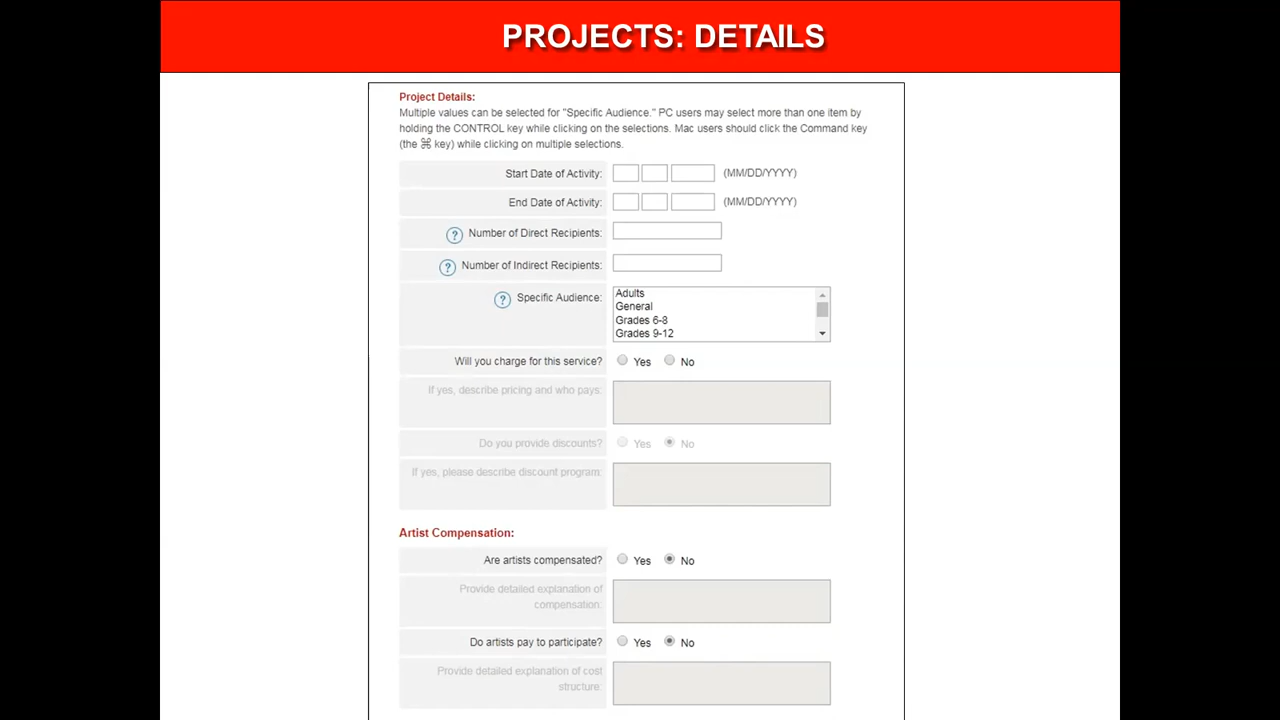 PROJECTS: DETAILS
Project Details:
Multiple values can be selected for "Specific Audience." PC users may select more than one item by
holding the CONTROL key while clicking on the selections. Mac users should click the Command key
(the ⌘ key) while clicking on multiple selections.
Start Date of Activity: (MM/DD/YYYY)
End Date of Activity: (MM/DD/YYYY)
? Number of Direct Recipients:
? Number of Indirect Recipients:
? Specific Audience: Adults
General
Grades 6-8
Grades 9-12
Will you charge for this service? Yes No
If yes, describe pricing and who pays:
Do you provide discounts? Yes No
If yes, please describe discount program:
Artist Compensation:
Are artists compensated? Yes No
Provide detailed explanation of
compensation:
Do artists pay to participate? Yes No
Provide detailed explanation of cost
structure: